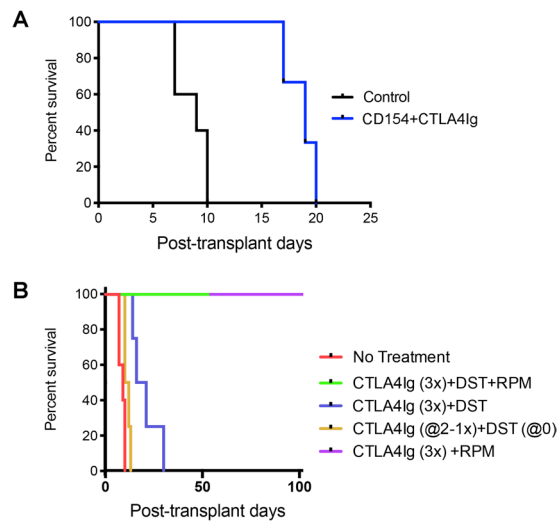 A
Percent survival
100
80
60
40
20
0
0 5 10 15 20 25
Post-transplant days
Control
CD154+CTLA4Ig
B
Percent survival
100
80
60
40
20
0
0 50 100
Post-transplant days
No Treatment
CTLA4Ig (3x)+DST+RPM
CTLA4Ig (3x)+DST
CTLA4Ig (@2-1x)+DST (@0)
CTLA4Ig (3x) +RPM